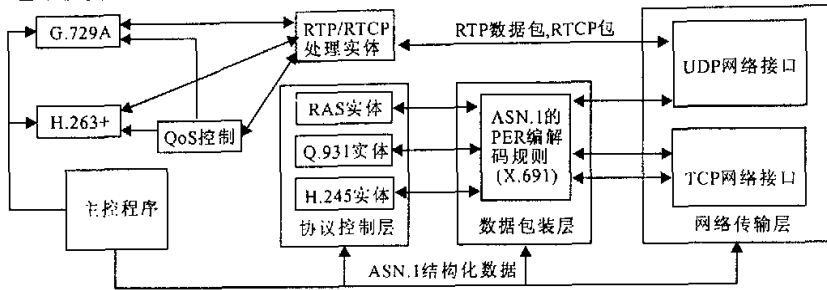 G.729A
RTP/RTCP
处理实体
RTP数据包,RTCP包
UDP网络接口
H.263+
QoS控制
RAS实体
Q.931实体
H.245实体
协议控制层
ASN.1的
PER编解
码规则
(X.691)
数据包装层
TCP网络接口
网络传输层
主控程序
ASN.1结构化数据